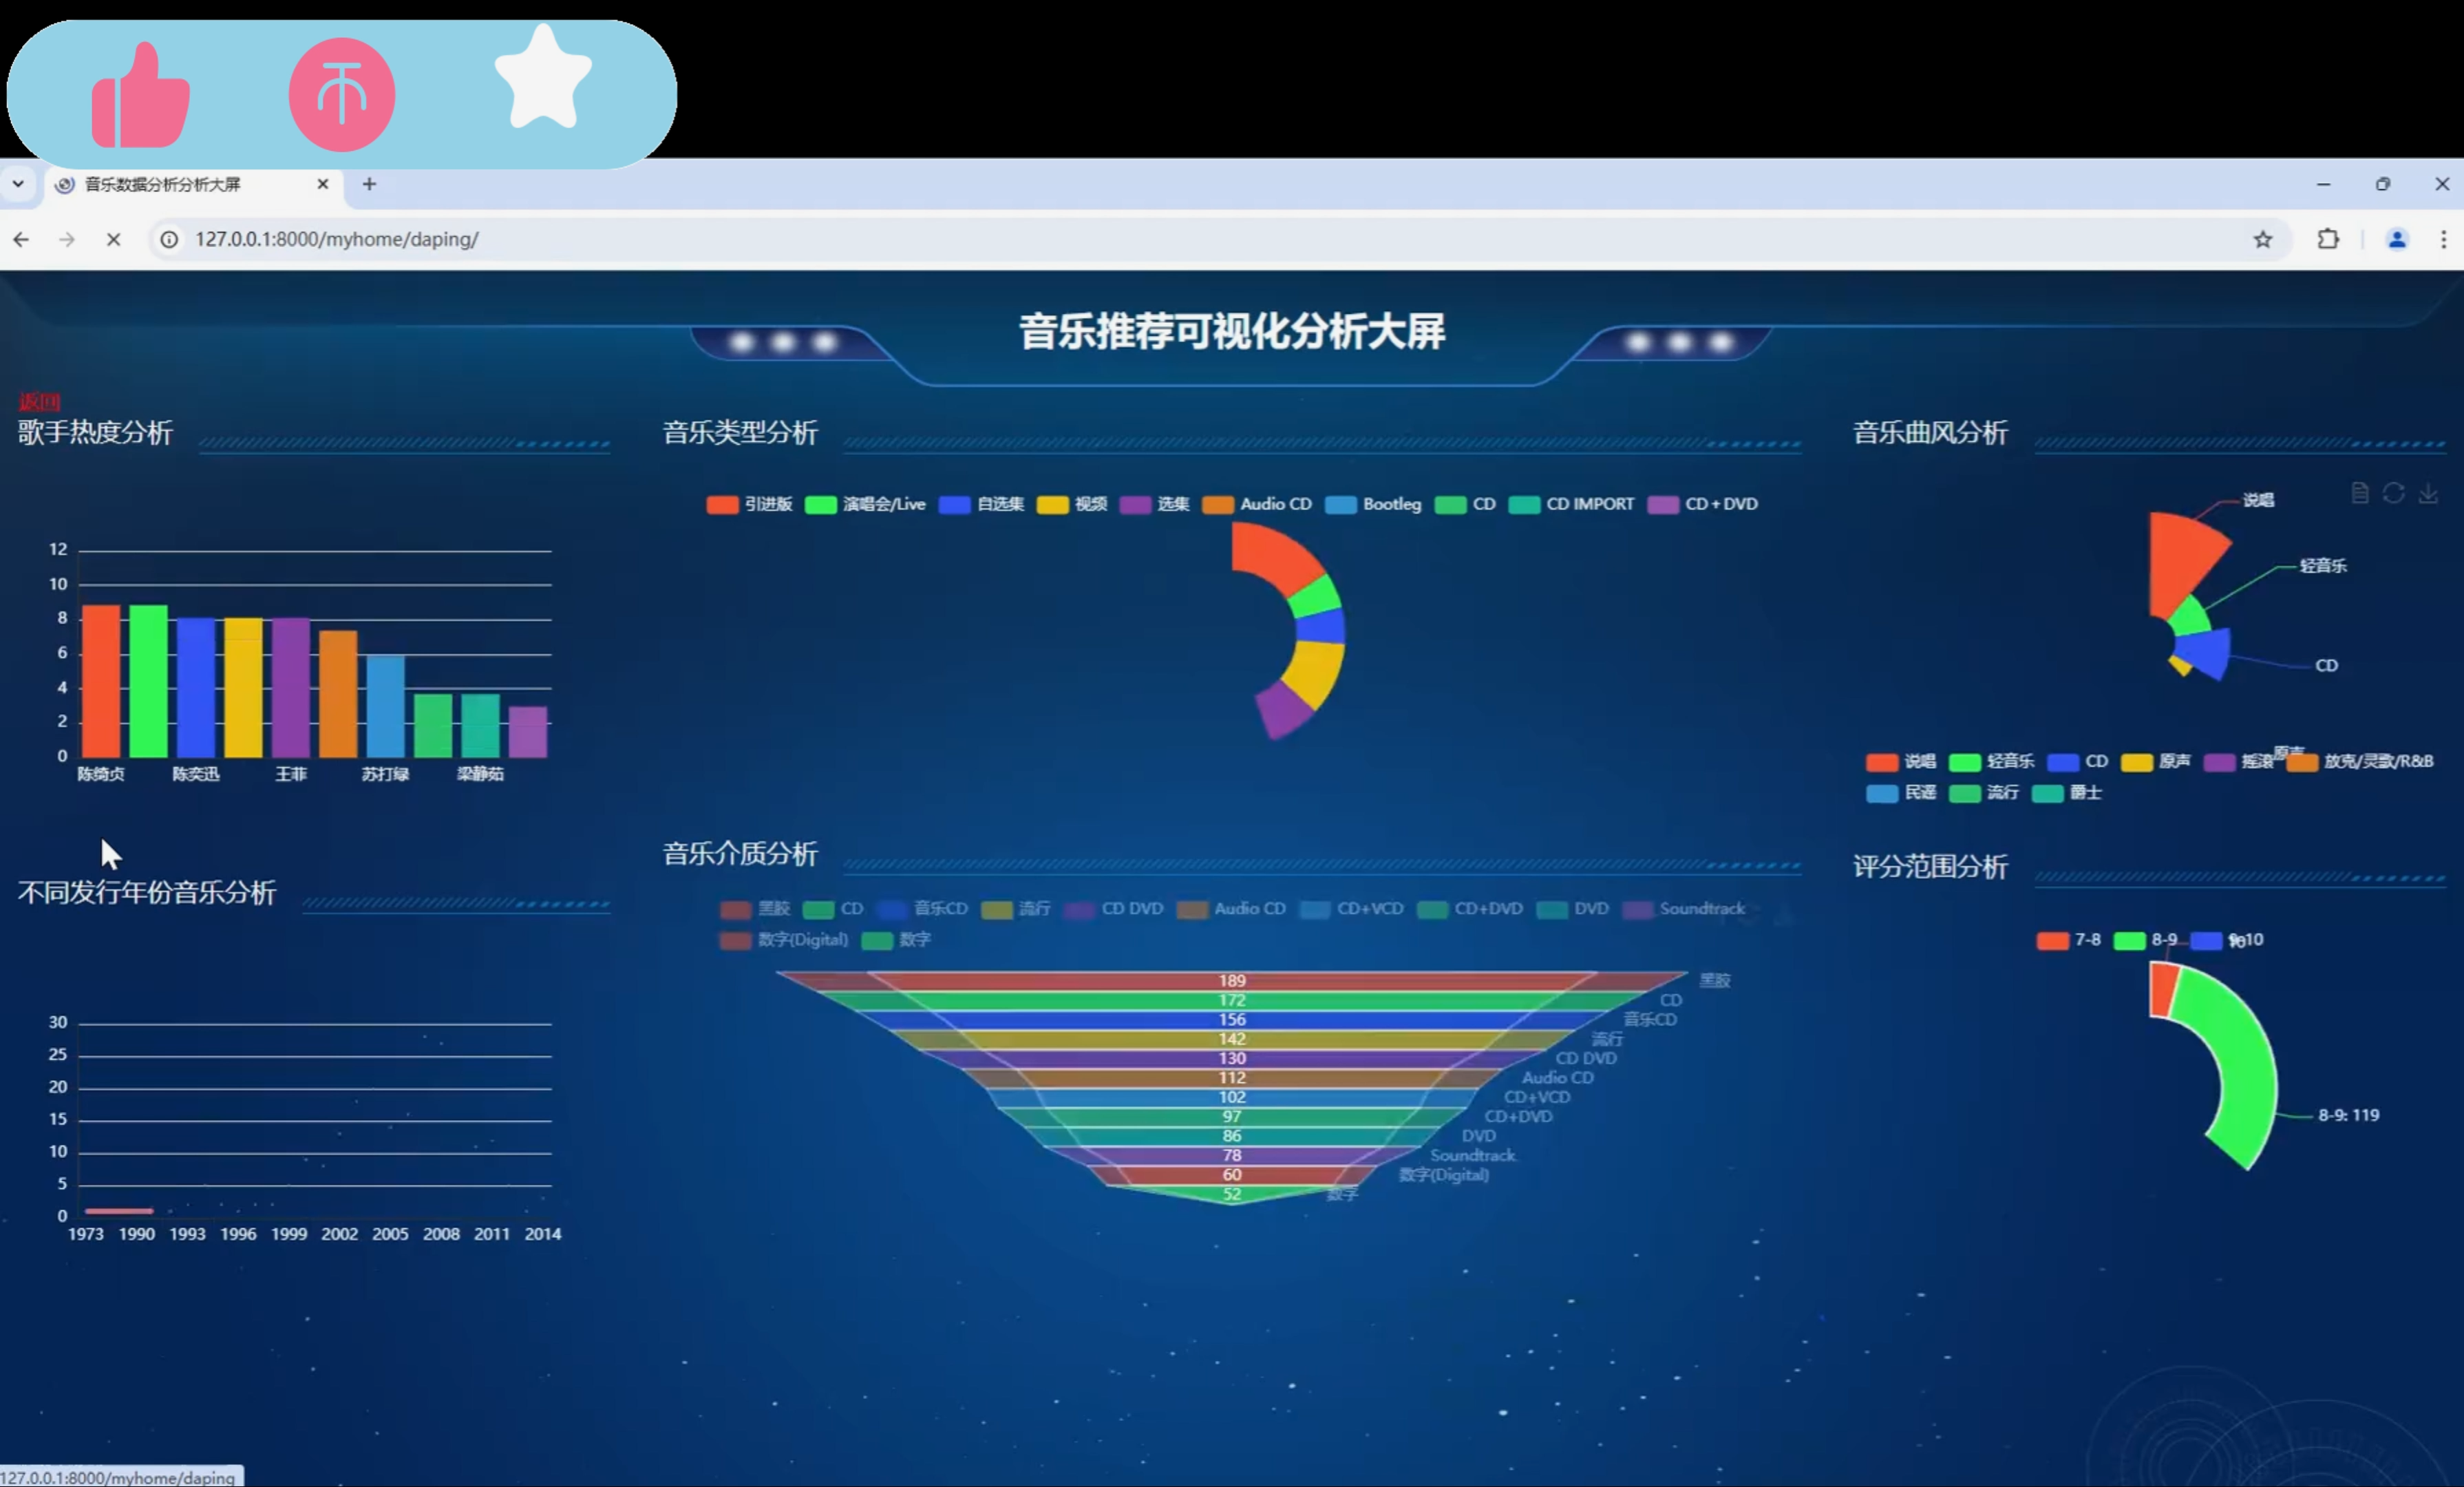 音乐数据分析分析大屏
127.0.0.1:8000/myhome/daping/
音乐推荐可视化分析大屏
返回
歌手热度分析
12
10
8
6
4
2
0
陈绮贞 陈奕迅 王菲 苏打绿 梁静茹
音乐类型分析
引进版 演唱会/Live 自选集 视频 选集 Audio CD Bootleg CD CD IMPORT CD + DVD
音乐曲风分析
说唱
轻音乐
CD
原声
说唱 轻音乐 CD 原声 摇滚 放克/灵歌/R&B
民谣 流行 爵士
不同发行年份音乐分析
30
25
20
15
10
5
0
1973 1990 1993 1996 1999 2002 2005 2008 2011 2014
音乐介质分析
黑胶 CD 音乐CD 流行 CD DVD Audio CD CD+VCD CD+DVD DVD Soundtrack
数字(Digital) 数字
189 黑胶
172 CD
156 音乐CD
142 流行
130 CD DVD
112 Audio CD
102 CD+VCD
97 CD+DVD
86 DVD
78 Soundtrack
60 数字(Digital)
52 数字
评分范围分析
7-8 8-9
8-9: 119
127.0.0.1:8000/myhome/daping